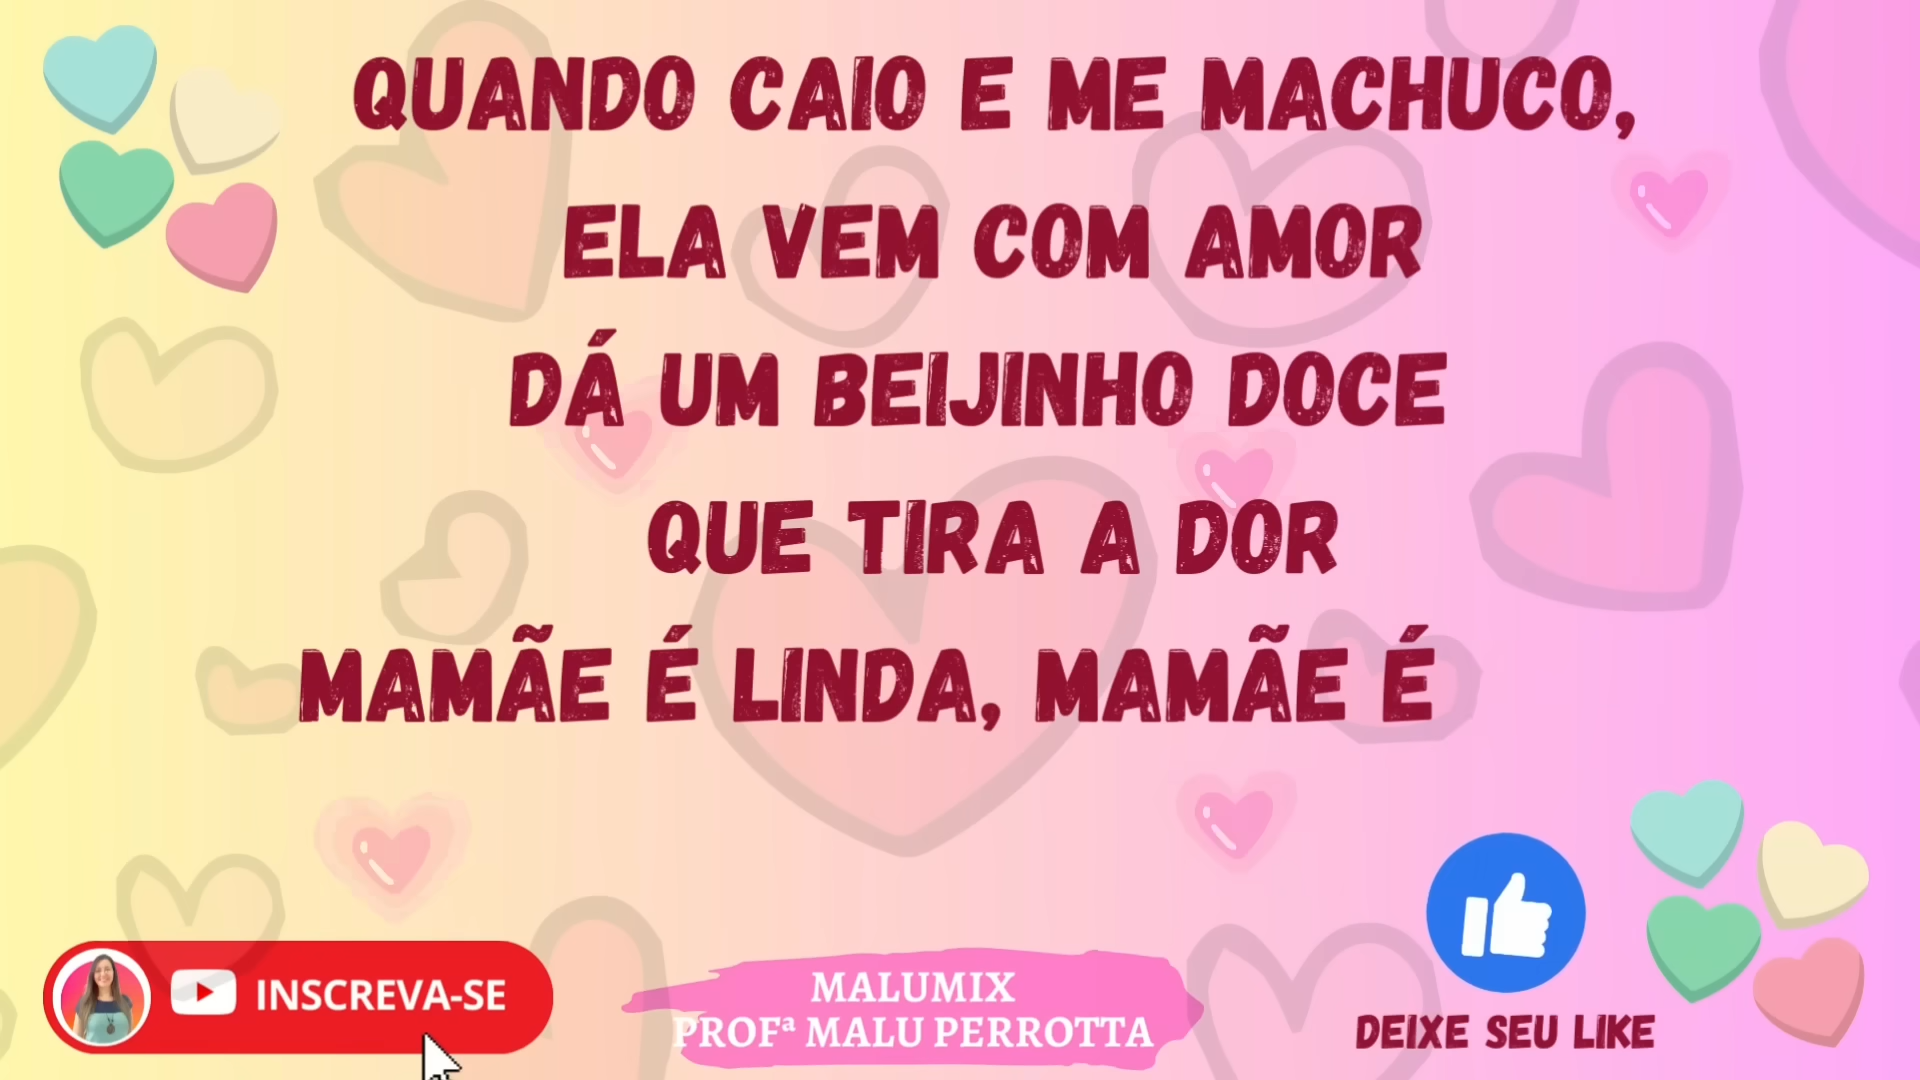 QUANDO CAIO E ME MACHUCO,
ELA VEM COM AMOR
DÁ UM BEIJINHO DOCE
QUE TIRA A DOR
MAMÃE É LINDA, MAMÃE É
INSCREVA-SE
MALUMIX
PROFª MALU PERROTTA
DEIXE SEU LIKE